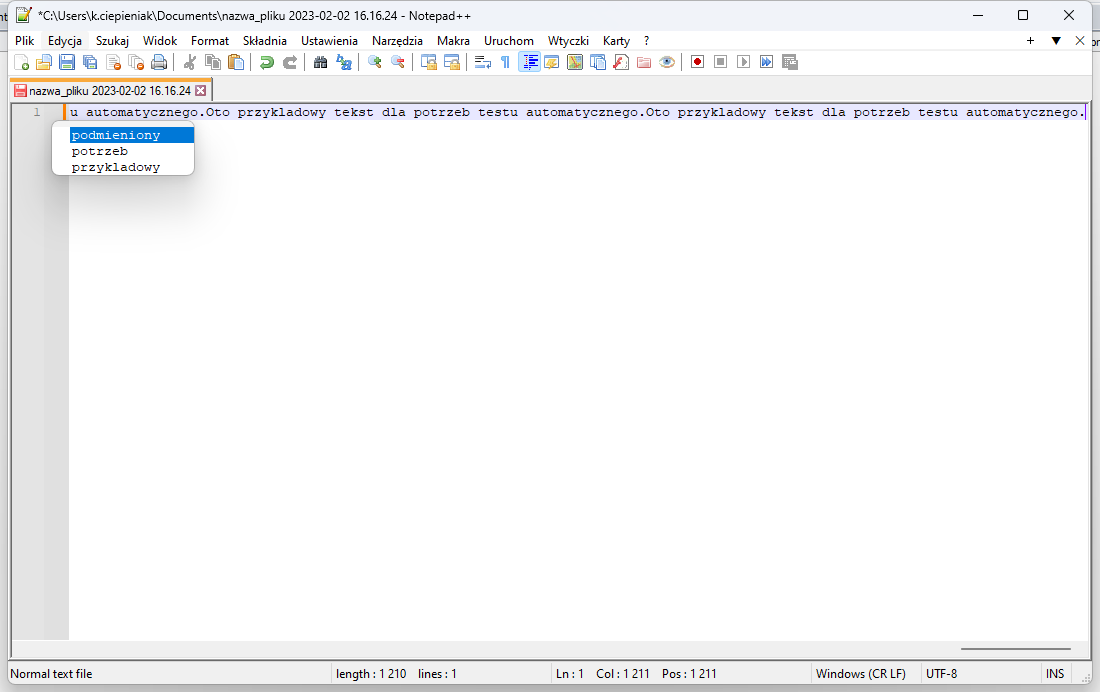 *C:\Users\k.ciepieniak\Documents\nazwa_pliku 2023-02-02 16.16.24 - Notepad++
Plik Edycja Szukaj Widok Format Składnia Ustawienia Narzędzia Makra Uruchom Wtyczki Karty ?
nazwa_pliku 2023-02-02 16.16.24
1 u automatycznego.Oto przykladowy tekst dla potrzeb testu automatycznego.Oto przykladowy tekst dla potrzeb testu automatycznego.
podmieniony
potrzeb
przykladowy
Normal text file length : 1 210 lines : 1 Ln : 1 Col : 1 211 Pos : 1 211 Windows (CR LF) UTF-8 INS